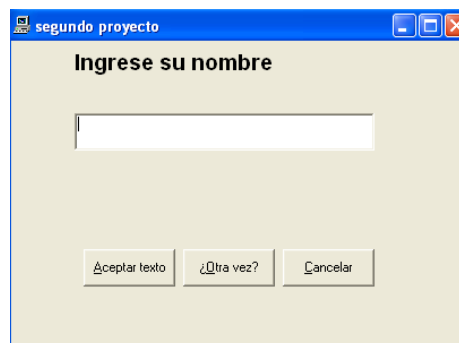 segundo proyecto
Ingrese su nombre
Aceptar texto
¿Otra vez?
Cancelar